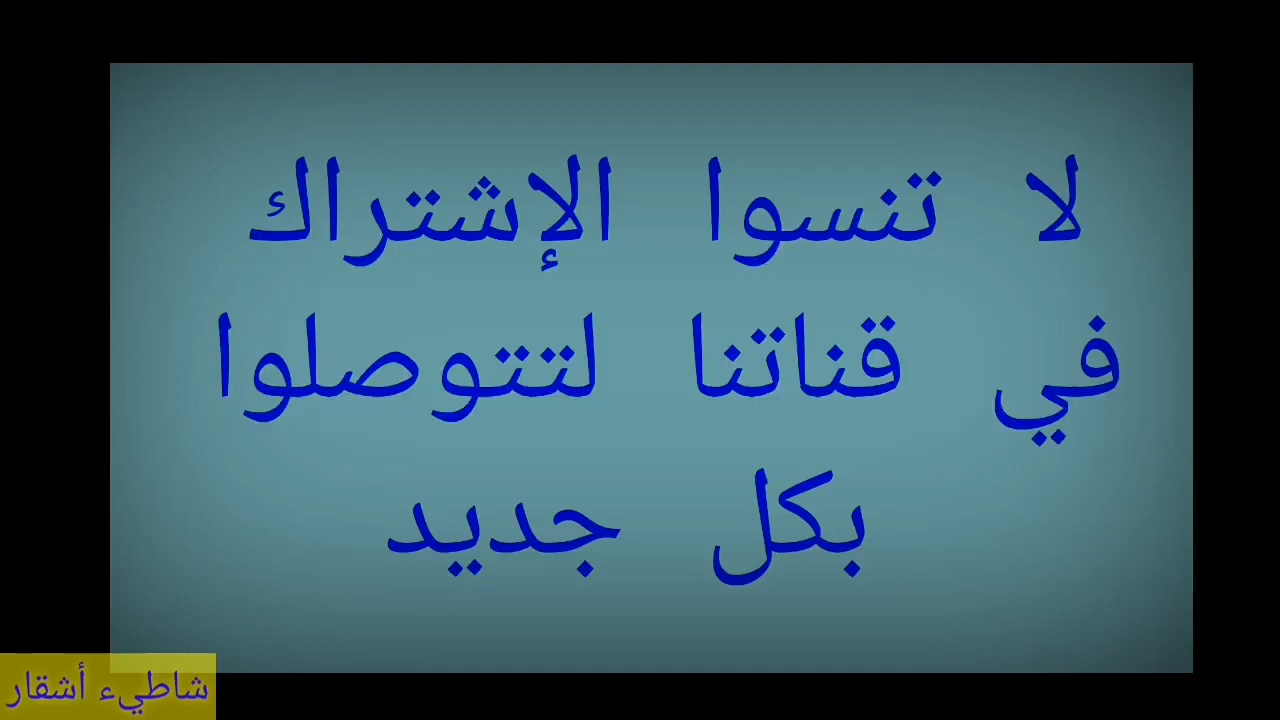 لا تنسوا الإشتراك
في قناتنا لتتوصلوا
بكل جديد
شاطيء أشقار